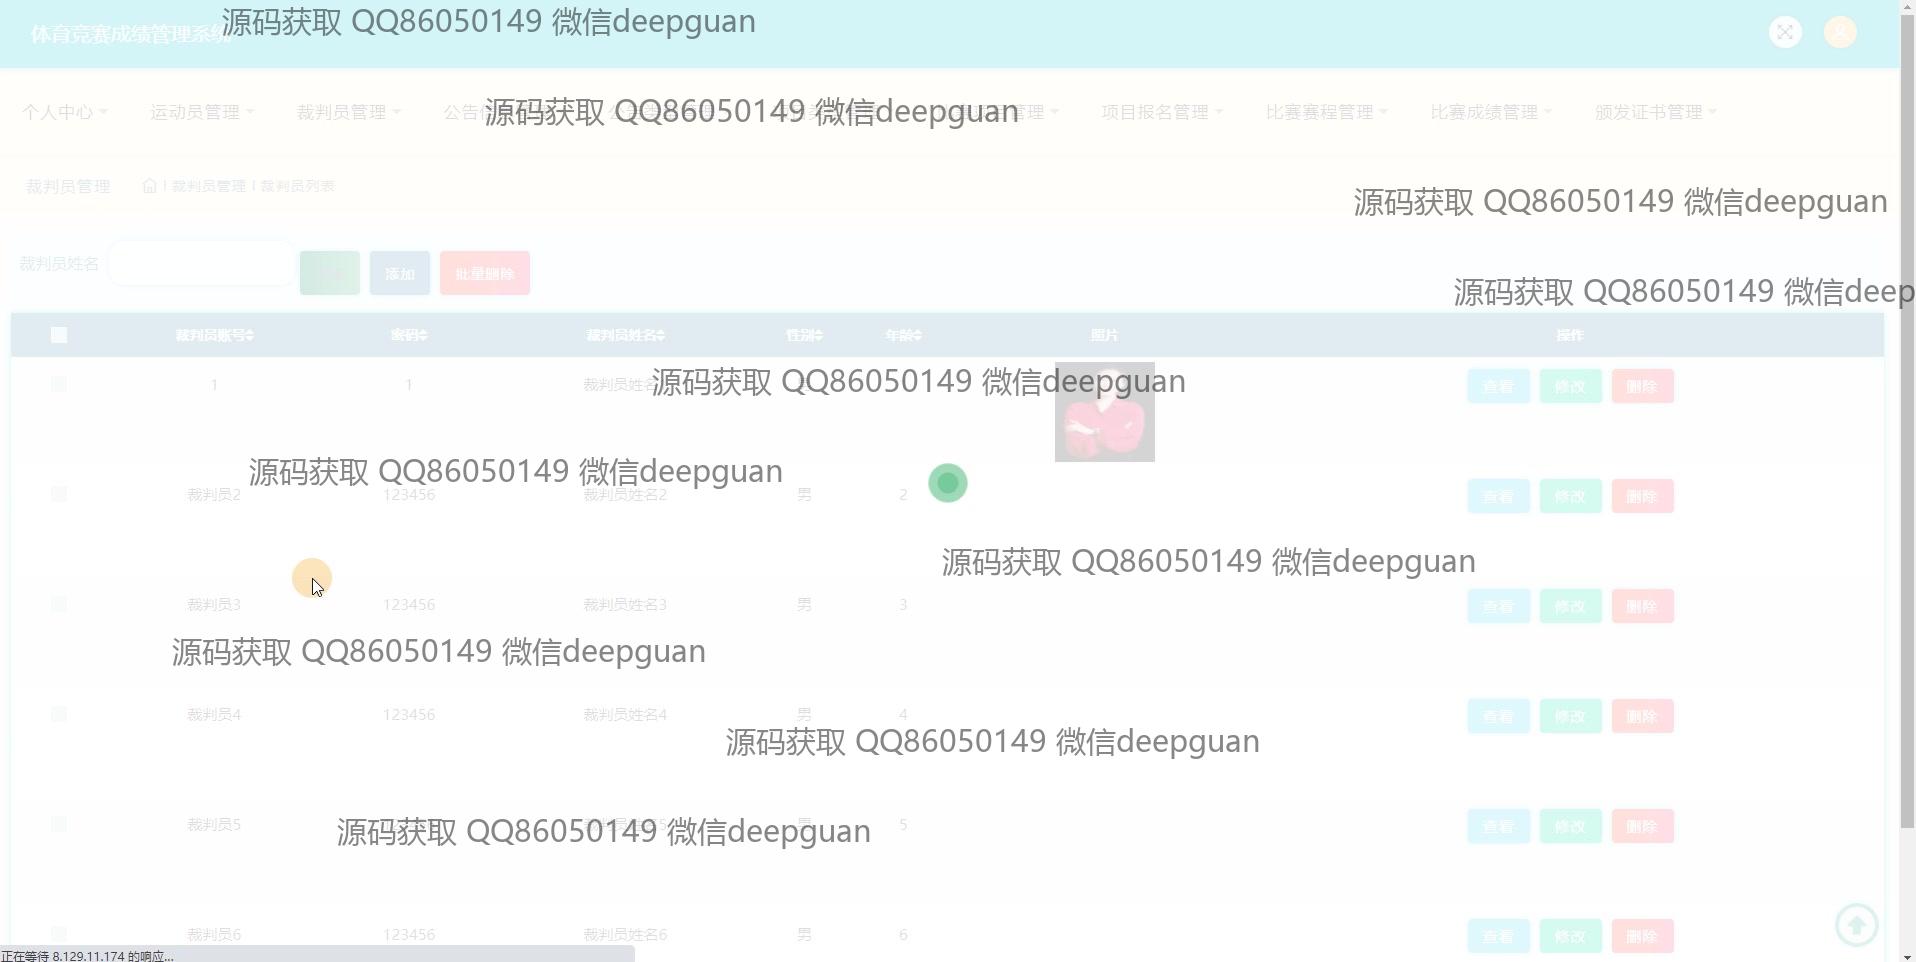 体育竞赛成绩管理系统
源码获取 QQ86050149 微信deepguan
个人中心 运动员管理 裁判员管理 公告 管理 项目报名管理 比赛赛程管理 比赛成绩管理 颁发证书管理
源码获取 QQ86050149 微信deepguan
裁判员管理 | 裁判员管理 | 裁判员列表
源码获取 QQ86050149 微信deepguan
裁判员姓名 添加 批量删除
源码获取 QQ86050149 微信deep
裁判员账号 密码 裁判员姓名 性别 年龄 照片 操作
1 1 裁判员姓名 查看 修改 删除
源码获取 QQ86050149 微信deepguan
源码获取 QQ86050149 微信deepguan
裁判员2 123456 裁判员姓名2 男 2 查看 修改 删除
源码获取 QQ86050149 微信deepguan
裁判员3 123456 裁判员姓名3 男 3 查看 修改 删除
源码获取 QQ86050149 微信deepguan
裁判员4 123456 裁判员姓名4 男 4 查看 修改 删除
源码获取 QQ86050149 微信deepguan
裁判员5 5 查看 修改 删除
源码获取 QQ86050149 微信deepguan
裁判员6 123456 裁判员姓名6 男 6 查看 修改 删除
正在等待 8.129.11.174 的响应...